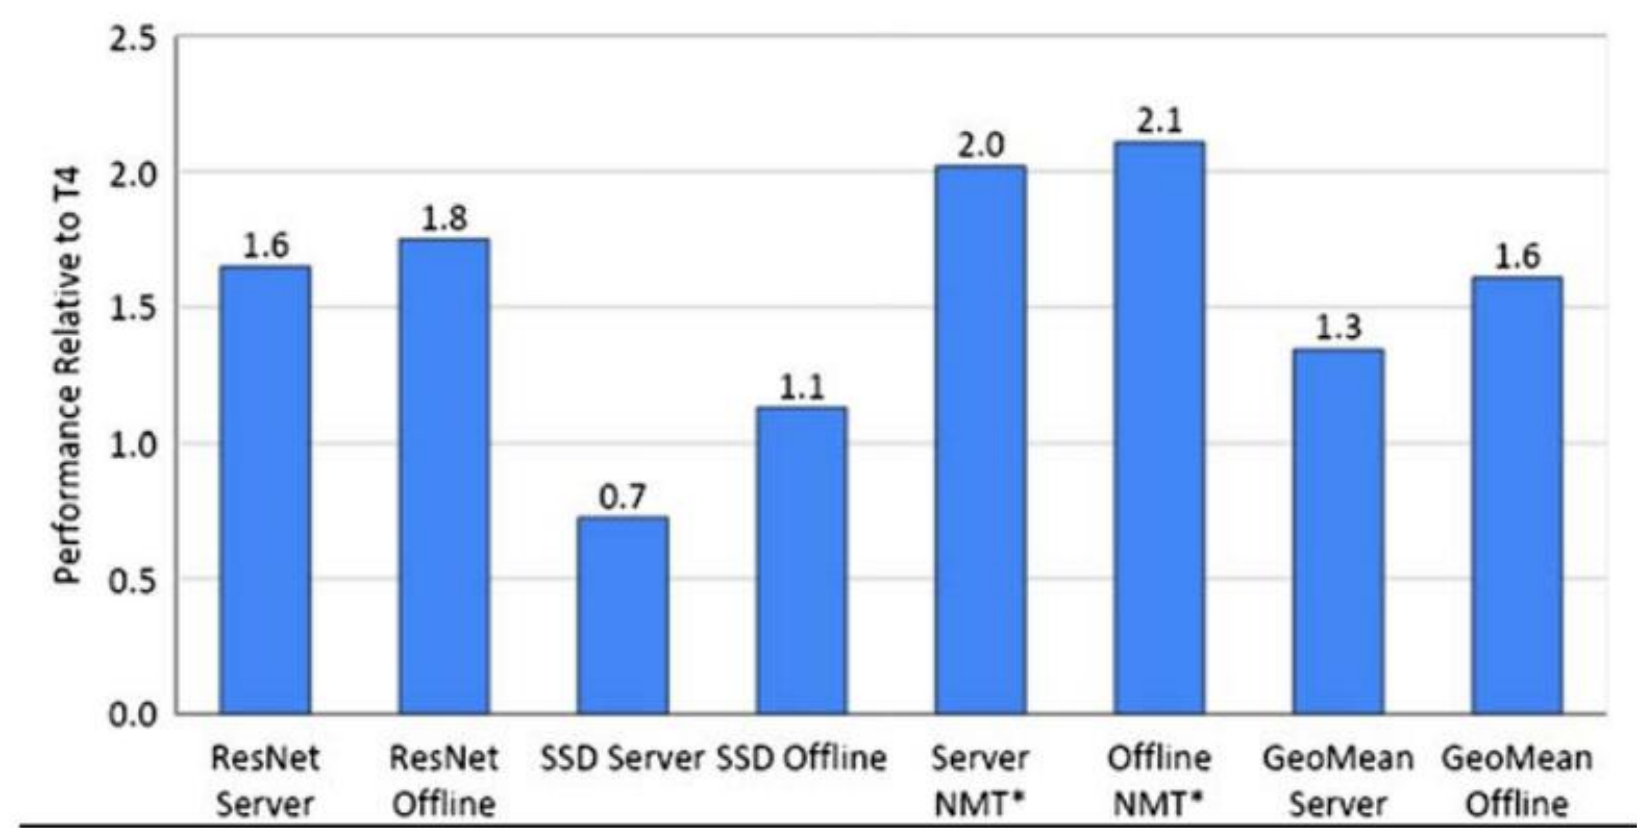 Performance Relative to T4
2.5
2.0
1.5
1.0
0.5
0.0
1.6
1.8
0.7
1.1
2.0
2.1
1.3
1.6
ResNet
Server
ResNet
Offline
SSD Server
SSD Offline
Server
NMT*
Offline
NMT*
GeoMean
Server
GeoMean
Offline